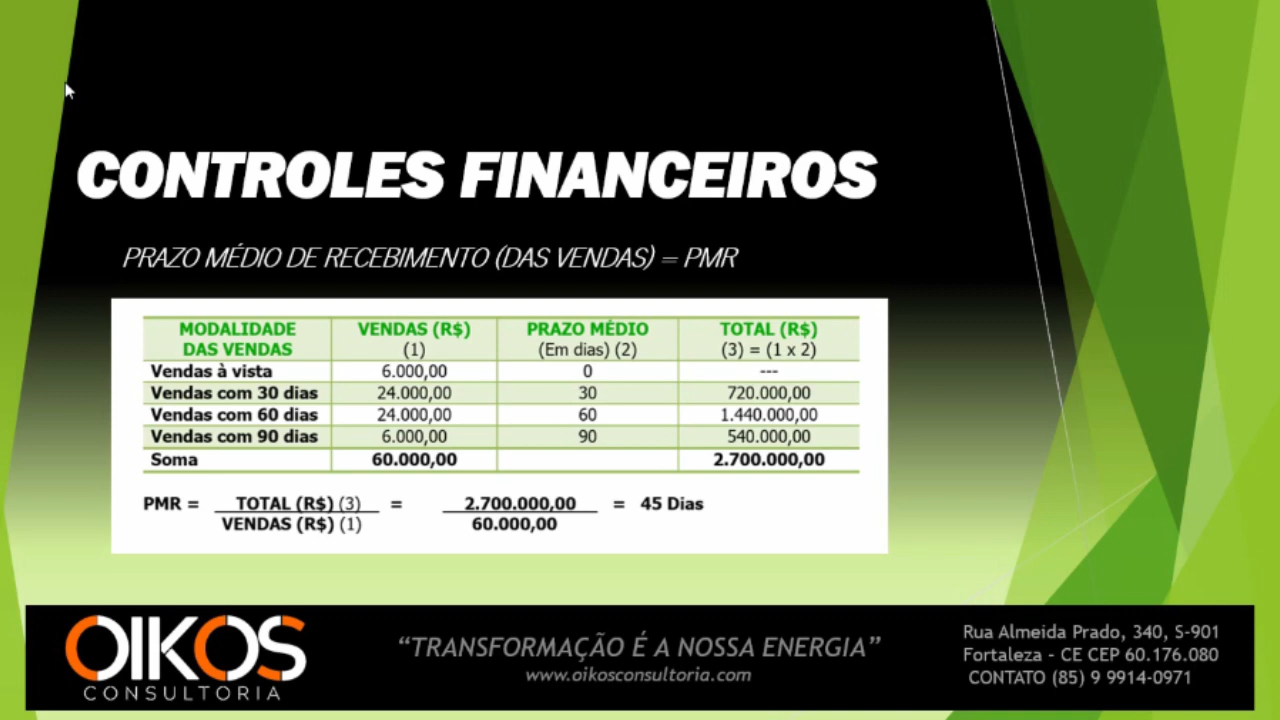 CONTROLES FINANCEIROS
PRAZO MÉDIO DE RECEBIMENTO (DAS VENDAS) = PMR
MODALIDADE DAS VENDAS VENDAS (R$) (1) PRAZO MÉDIO (Em dias) (2) TOTAL (R$) (3) = (1 x 2)
Vendas à vista 6.000,00 0 ---
Vendas com 30 dias 24.000,00 30 720.000,00
Vendas com 60 dias 24.000,00 60 1.440.000,00
Vendas com 90 dias 6.000,00 90 540.000,00
Soma 60.000,00 2.700.000,00
PMR = TOTAL (R$) (3) = 2.700.000,00 = 45 Dias
VENDAS (R$) (1) 60.000,00
OIKOS
CONSULTORIA
“TRANSFORMAÇÃO É A NOSSA ENERGIA”
www.oikosconsultoria.com
Rua Almeida Prado, 340, S-901
Fortaleza - CE CEP 60.176.080
CONTATO (85) 9 9914-0971